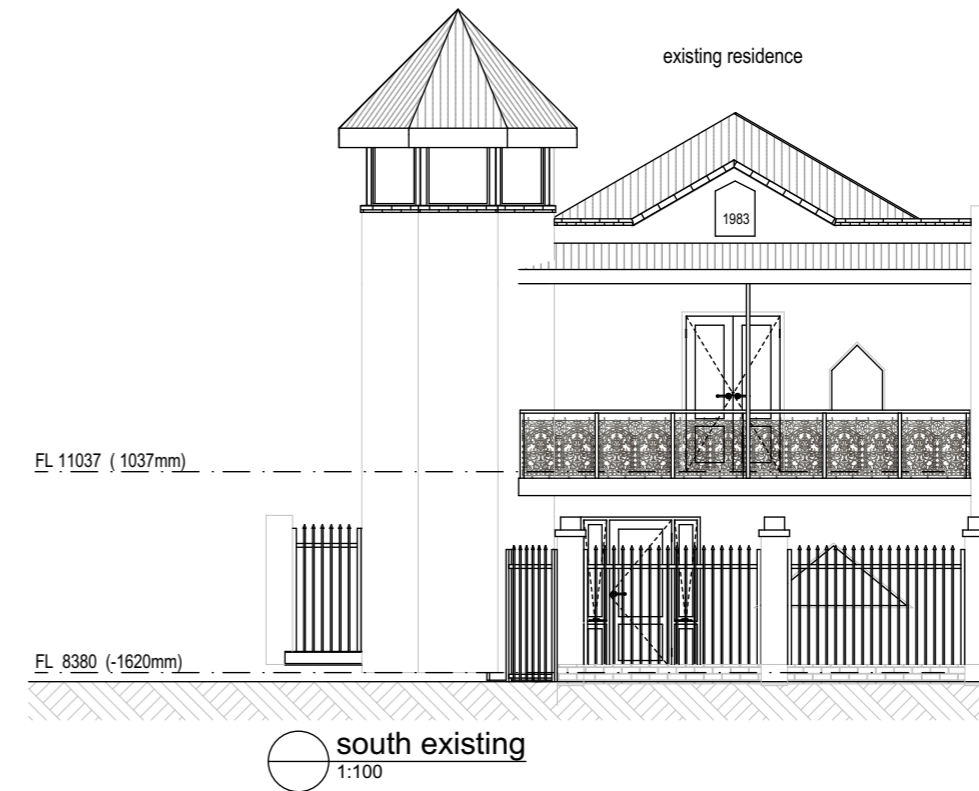 existing residence
1983
FL 11037 ( 1037mm)
FL 8380 (-1620mm)
south existing
1:100